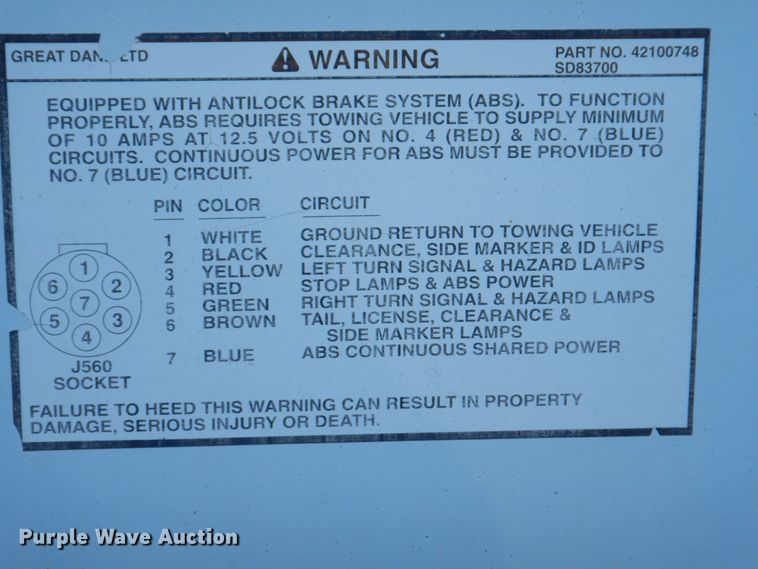 GREAT DAN LTD
WARNING
PART NO. 42100748
SD83700
EQUIPPED WITH ANTILOCK BRAKE SYSTEM (ABS). TO FUNCTION
PROPERLY, ABS REQUIRES TOWING VEHICLE TO SUPPLY MINIMUM
OF 10 AMPS AT 12.5 VOLTS ON NO. 4 (RED) & NO. 7 (BLUE)
CIRCUITS. CONTINUOUS POWER FOR ABS MUST BE PROVIDED TO
NO. 7 (BLUE) CIRCUIT.
PIN COLOR CIRCUIT
1 WHITE GROUND RETURN TO TOWING VEHICLE
2 BLACK CLEARANCE, SIDE MARKER & ID LAMPS
3 YELLOW LEFT TURN SIGNAL & HAZARD LAMPS
4 RED STOP LAMPS & ABS POWER
5 GREEN RIGHT TURN SIGNAL & HAZARD LAMPS
6 BROWN TAIL, LICENSE, CLEARANCE &
SIDE MARKER LAMPS
7 BLUE ABS CONTINUOUS SHARED POWER
1
6 2
7
5 3
4
J560
SOCKET
FAILURE TO HEED THIS WARNING CAN RESULT IN PROPERTY
DAMAGE, SERIOUS INJURY OR DEATH.
Purple Wave Auction